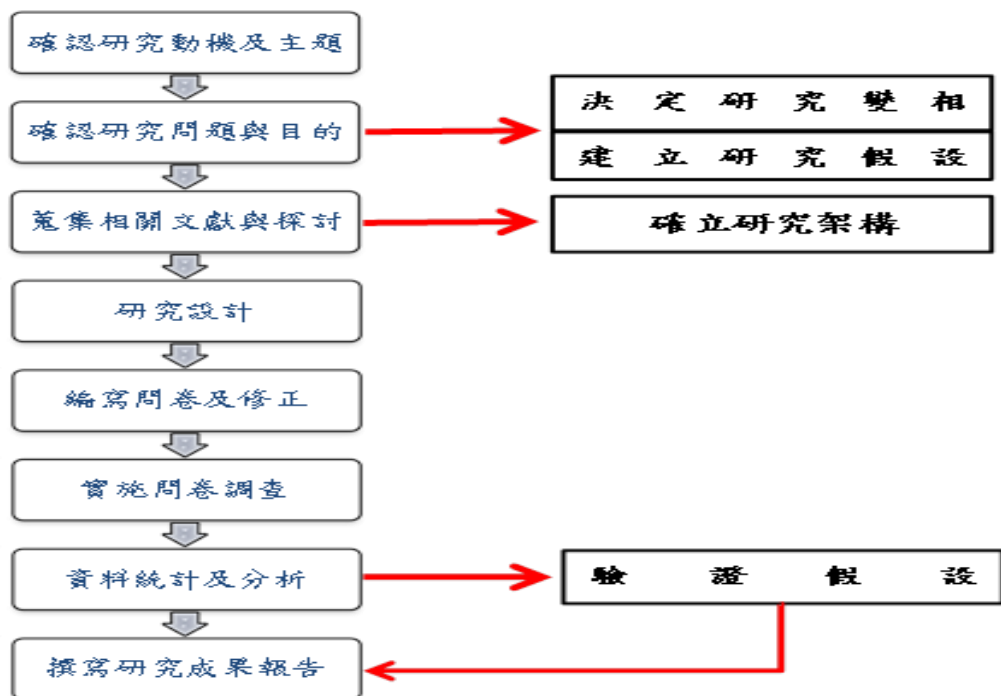 確認研究動機及主題
確認研究問題與目的
決定研究變相
建立研究假設
蒐集相關文獻與探討
確立研究架構
研究設計
編寫問卷及修正
實施問卷調查
資料統計及分析
驗證假設
撰寫研究成果報告